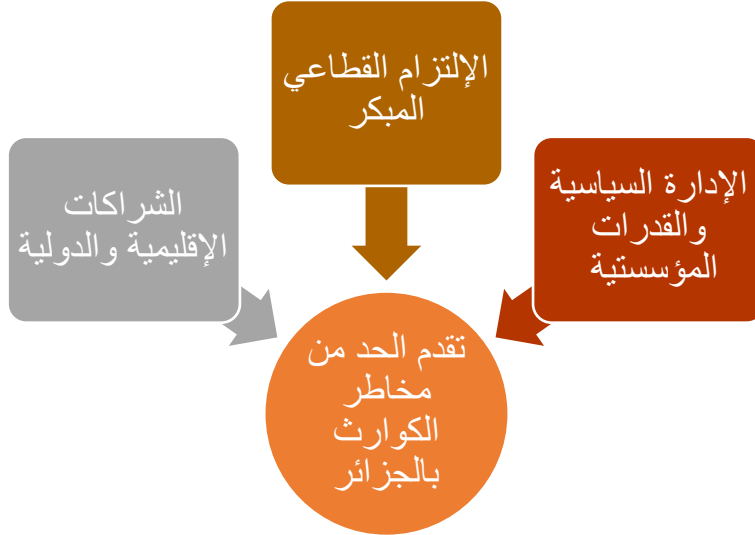 الإلتزام القطاعي
المبكر
الإدارة السياسية
والقدرات
المؤسستية
الشراكات
الإقليمية والدولية
تقدم الحد من
مخاطر
الكوارث
بالجزائر